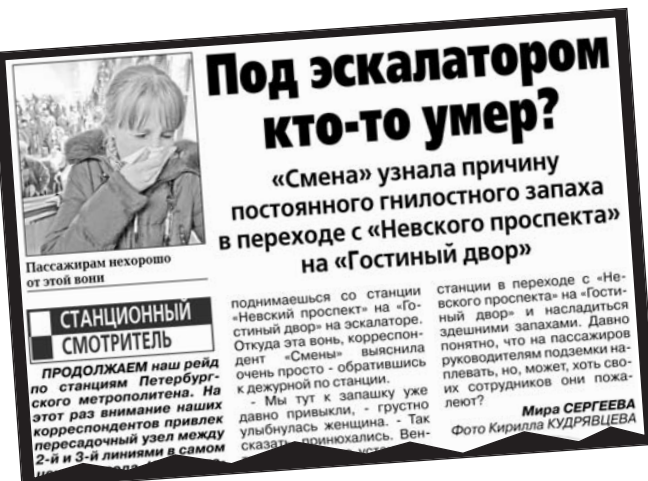 Под эскалатором
кто-то умер?
«Смена» узнала причину
постоянного гнилостного запаха
в переходе с «Невского проспекта»
на «Гостиный двор»
Пассажирам нехорошо
от этой вони
СТАНЦИОННЫЙ
СМОТРИТЕЛЬ
ПРОДОЛЖАЕМ наш рейд
по станциям Петербург-
ского метрополитена. На
этот раз внимание наших
корреспондентов привлек
пересадочный узел между
2-й и 3-й линиями в самом
поднимаешься со станции
«Невский проспект» на «Го-
стиный двор» на эскалаторе.
Откуда эта вонь, корреспон-
дент «Смены» выяснила
очень просто - обратившись
к дежурной по станции.
- Мы тут к запашку уже
давно привыкли, - грустно
улыбнулась женщина. - Так
сказать, принюхались. Вен-
станции в переходе с «Не-
вского проспекта» на «Гости-
ный двор» и насладиться
здешними запахами. Давно
понятно, что на пассажиров
руководителям подземки на-
плевать, но, может, хоть сво-
их сотрудников они пожа-
леют?
Мира СЕРГЕЕВА
Фото Кирилла КУДРЯВЦЕВА